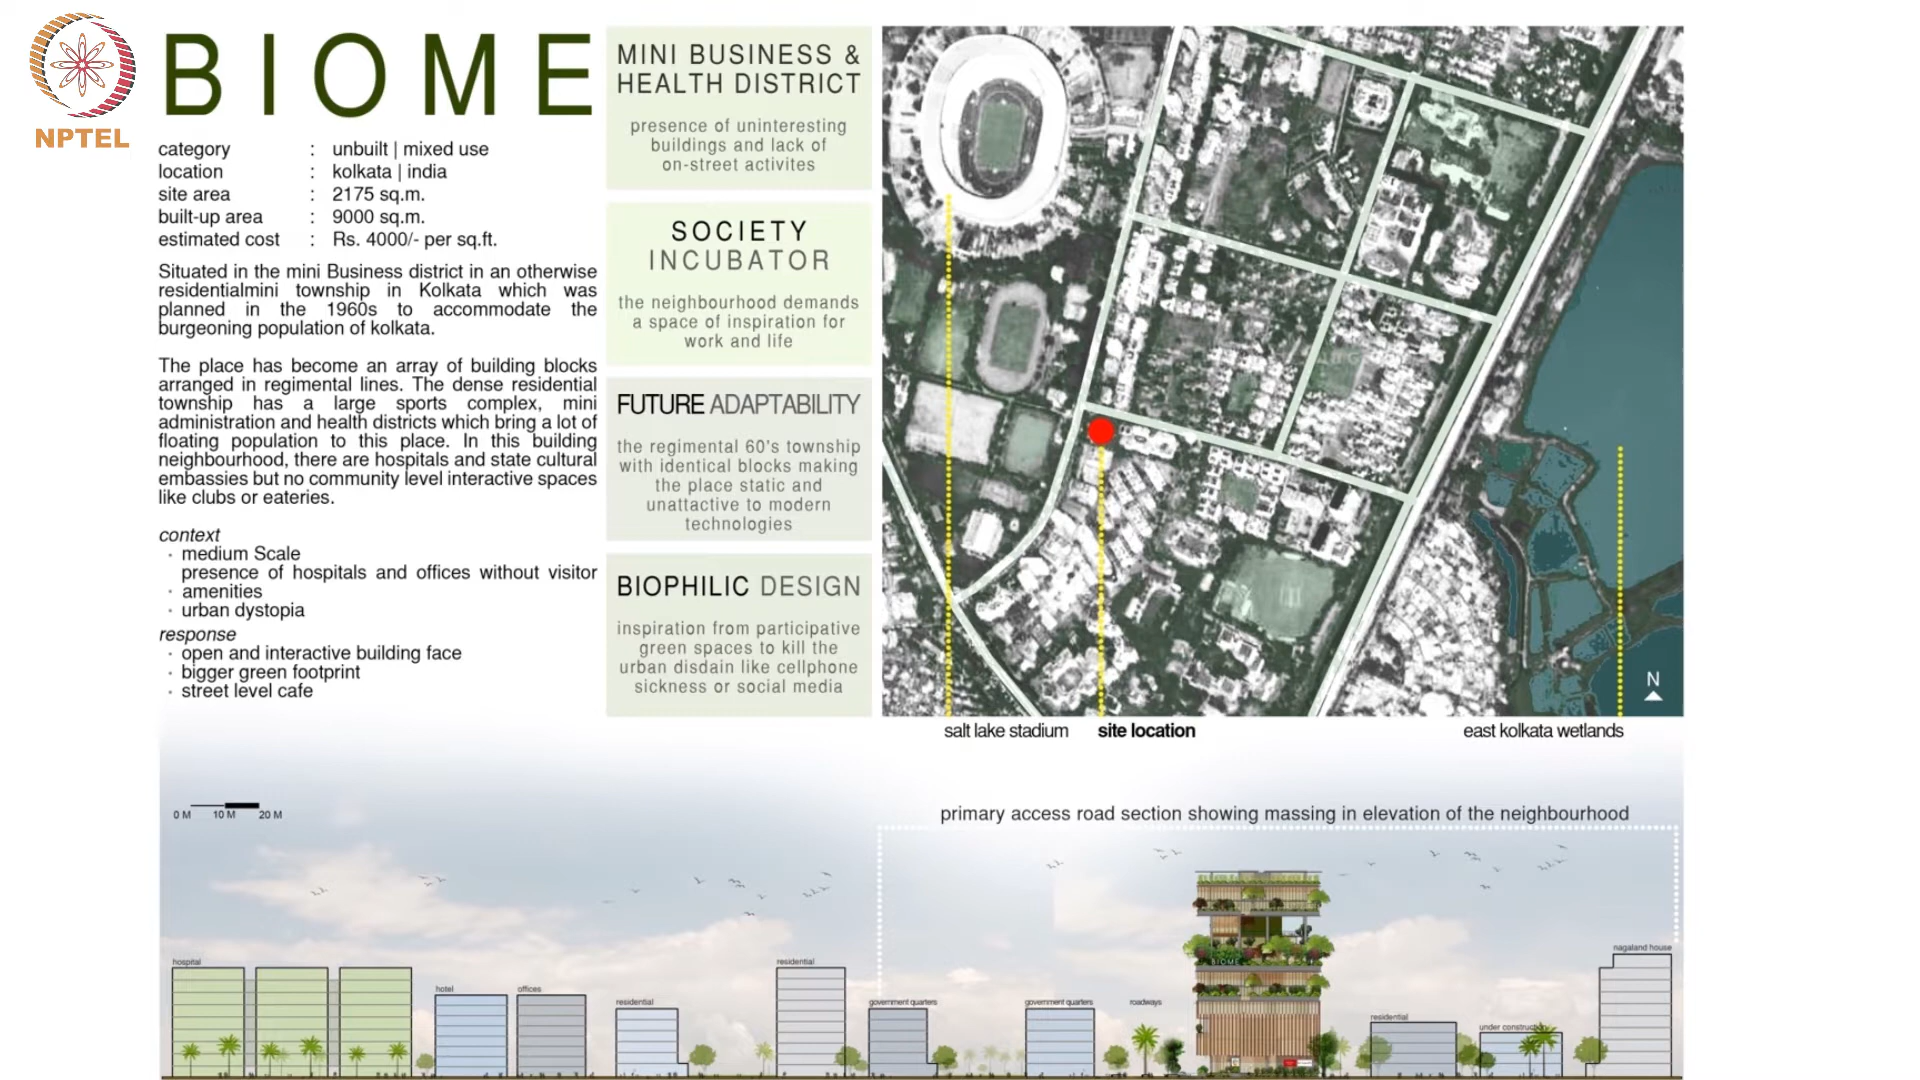 NPTEL
BIOME
category : unbuilt | mixed use
location : kolkata | india
site area : 2175 sq.m.
built-up area : 9000 sq.m.
estimated cost : Rs. 4000/- per sq.ft.
Situated in the mini Business district in an otherwise
residentialmini township in Kolkata which was
planned in the 1960s to accommodate the
burgeoning population of kolkata.
The place has become an array of building blocks
arranged in regimental lines. The dense residential
township has a large sports complex, mini
administration and health districts which bring a lot of
floating population to this place. In this building
neighbourhood, there are hospitals and state cultural
embassies but no community level interactive spaces
like clubs or eateries.
context
· medium Scale
presence of hospitals and offices without visitor
· amenities
· urban dystopia
response
· open and interactive building face
· bigger green footprint
· street level cafe
MINI BUSINESS &
HEALTH DISTRICT
presence of uninteresting
buildings and lack of
on-street activites
SOCIETY
INCUBATOR
the neighbourhood demands
a space of inspiration for
work and life
FUTURE ADAPTABILITY
the regimental 60's township
with identical blocks making
the place static and
unattactive to modern
technologies
BIOPHILIC DESIGN
inspiration from participative
green spaces to kill the
urban disdain like cellphone
sickness or social media
N
salt lake stadium
site location
east kolkata wetlands
0 M 10 M 20 M
primary access road section showing massing in elevation of the neighbourhood
hospital
hotel
offices
residential
residential
government quarters
government quarters
roadways
BIOME
residential
under construction
nagaland house